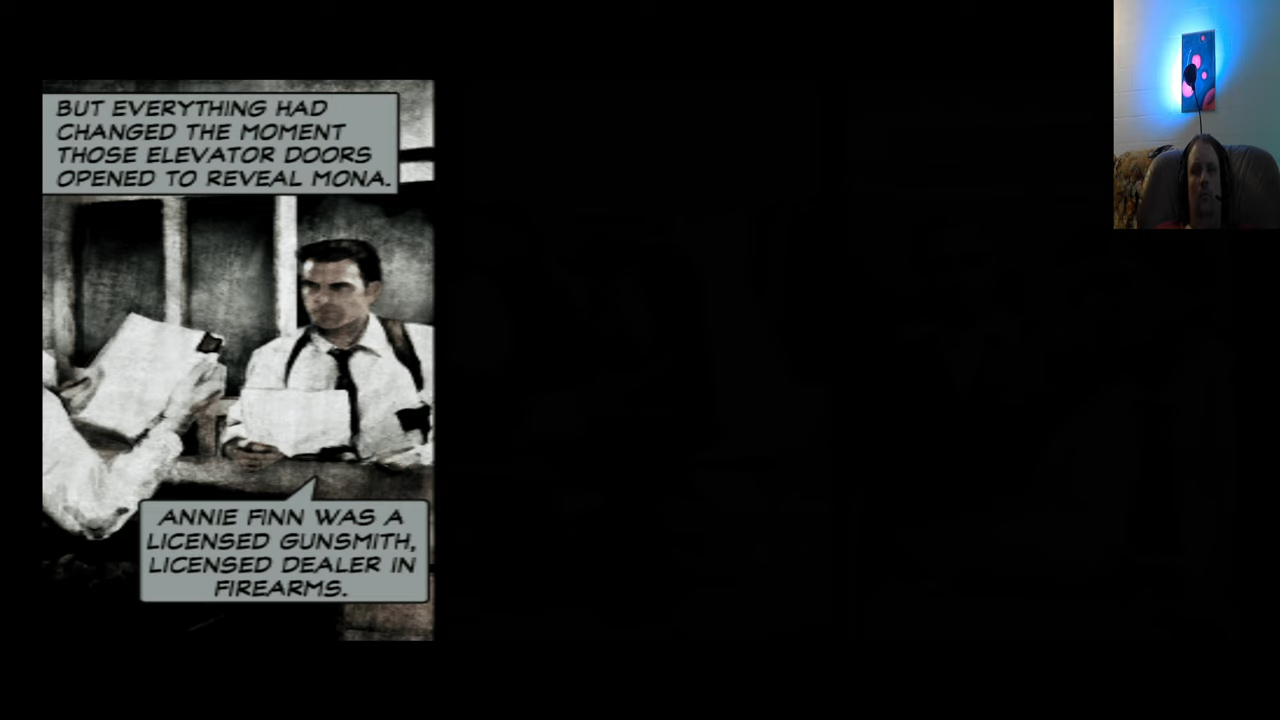 BUT EVERYTHING HAD
CHANGED THE MOMENT
THOSE ELEVATOR DOORS
OPENED TO REVEAL MONA.
ANNIE FINN WAS A
LICENSED GUNSMITH,
LICENSED DEALER IN
FIREARMS.